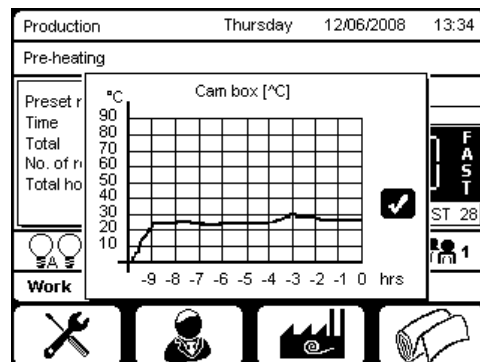 Production Thursday 12/06/2008 13:34
Pre-heating
Cam box [^C]
°C
90
80
70
60
50
40
30
20
10
-9 -8 -7 -6 -5 -4 -3 -2 -1 0 hrs
Preset
Time
Total
No. of
Total
FAST
ST 28
A
1
Work